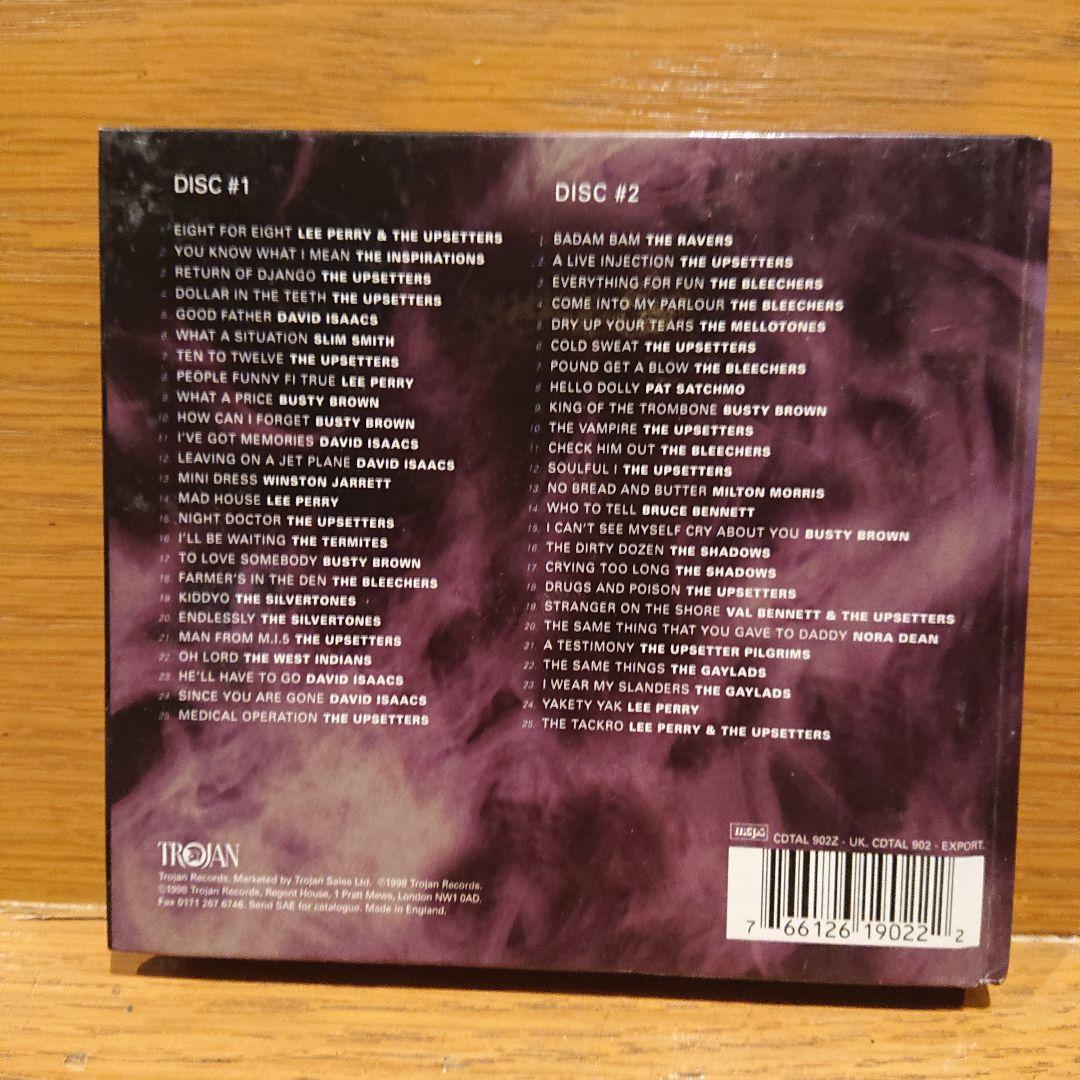 DISC #1
1. EIGHT FOR EIGHT LEE PERRY & THE UPSETTERS
2. YOU KNOW WHAT I MEAN THE INSPIRATIONS
3. RETURN OF DJANGO THE UPSETTERS
4. DOLLAR IN THE TEETH THE UPSETTERS
5. GOOD FATHER DAVID ISAACS
6. WHAT A SITUATION SLIM SMITH
7. TEN TO TWELVE THE UPSETTERS
8. PEOPLE FUNNY FI TRUE LEE PERRY
9. WHAT A PRICE BUSTY BROWN
10. HOW CAN I FORGET BUSTY BROWN
11. I'VE GOT MEMORIES DAVID ISAACS
12. LEAVING ON A JET PLANE DAVID ISAACS
13. MINI DRESS WINSTON JARRETT
14. MAD HOUSE LEE PERRY
15. NIGHT DOCTOR THE UPSETTERS
16. I'LL BE WAITING THE TERMITES
17. TO LOVE SOMEBODY BUSTY BROWN
18. FARMER'S IN THE DEN THE BLEECHERS
19. KIDDYO THE SILVERTONES
20. ENDLESSLY THE SILVERTONES
21. MAN FROM M.I.5 THE UPSETTERS
22. OH LORD THE WEST INDIANS
23. HE'LL HAVE TO GO DAVID ISAACS
24. SINCE YOU ARE GONE DAVID ISAACS
25. MEDICAL OPERATION THE UPSETTERS
DISC #2
1. BADAM BAM THE RAVERS
2. A LIVE INJECTION THE UPSETTERS
3. EVERYTHING FOR FUN THE BLEECHERS
4. COME INTO MY PARLOUR THE BLEECHERS
5. DRY UP YOUR TEARS THE MELLOTONES
6. COLD SWEAT THE UPSETTERS
7. POUND GET A BLOW THE BLEECHERS
8. HELLO DOLLY PAT SATCHMO
9. KING OF THE TROMBONE BUSTY BROWN
10. THE VAMPIRE THE UPSETTERS
11. CHECK HIM OUT THE BLEECHERS
12. SOULFUL I THE UPSETTERS
13. NO BREAD AND BUTTER MILTON MORRIS
14. WHO TO TELL BRUCE BENNETT
15. I CAN'T SEE MYSELF CRY ABOUT YOU BUSTY BROWN
16. THE DIRTY DOZEN THE SHADOWS
17. CRYING TOO LONG THE SHADOWS
18. DRUGS AND POISON THE UPSETTERS
19. STRANGER ON THE SHORE VAL BENNETT & THE UPSETTERS
20. THE SAME THING THAT YOU GAVE TO DADDY NORA DEAN
21. A TESTIMONY THE UPSETTER PILGRIMS
22. THE SAME THINGS THE GAYLADS
23. I WEAR MY SLANDERS THE GAYLADS
24. YAKETY YAK LEE PERRY
25. THE TACKRO LEE PERRY & THE UPSETTERS
TROJAN
Trojan Records, Marketed by Trojan Sales Ltd. ℗1998 Trojan Records.
©1998 Trojan Records, Regent House, 1 Pratt Mews, London NW1 0AD.
Fax 0171 267 6746. Send SAE for catalogue. Made in England.
mcps CDTAL 902Z - UK. CDTAL 902 - EXPORT.
7 66126 19022 2